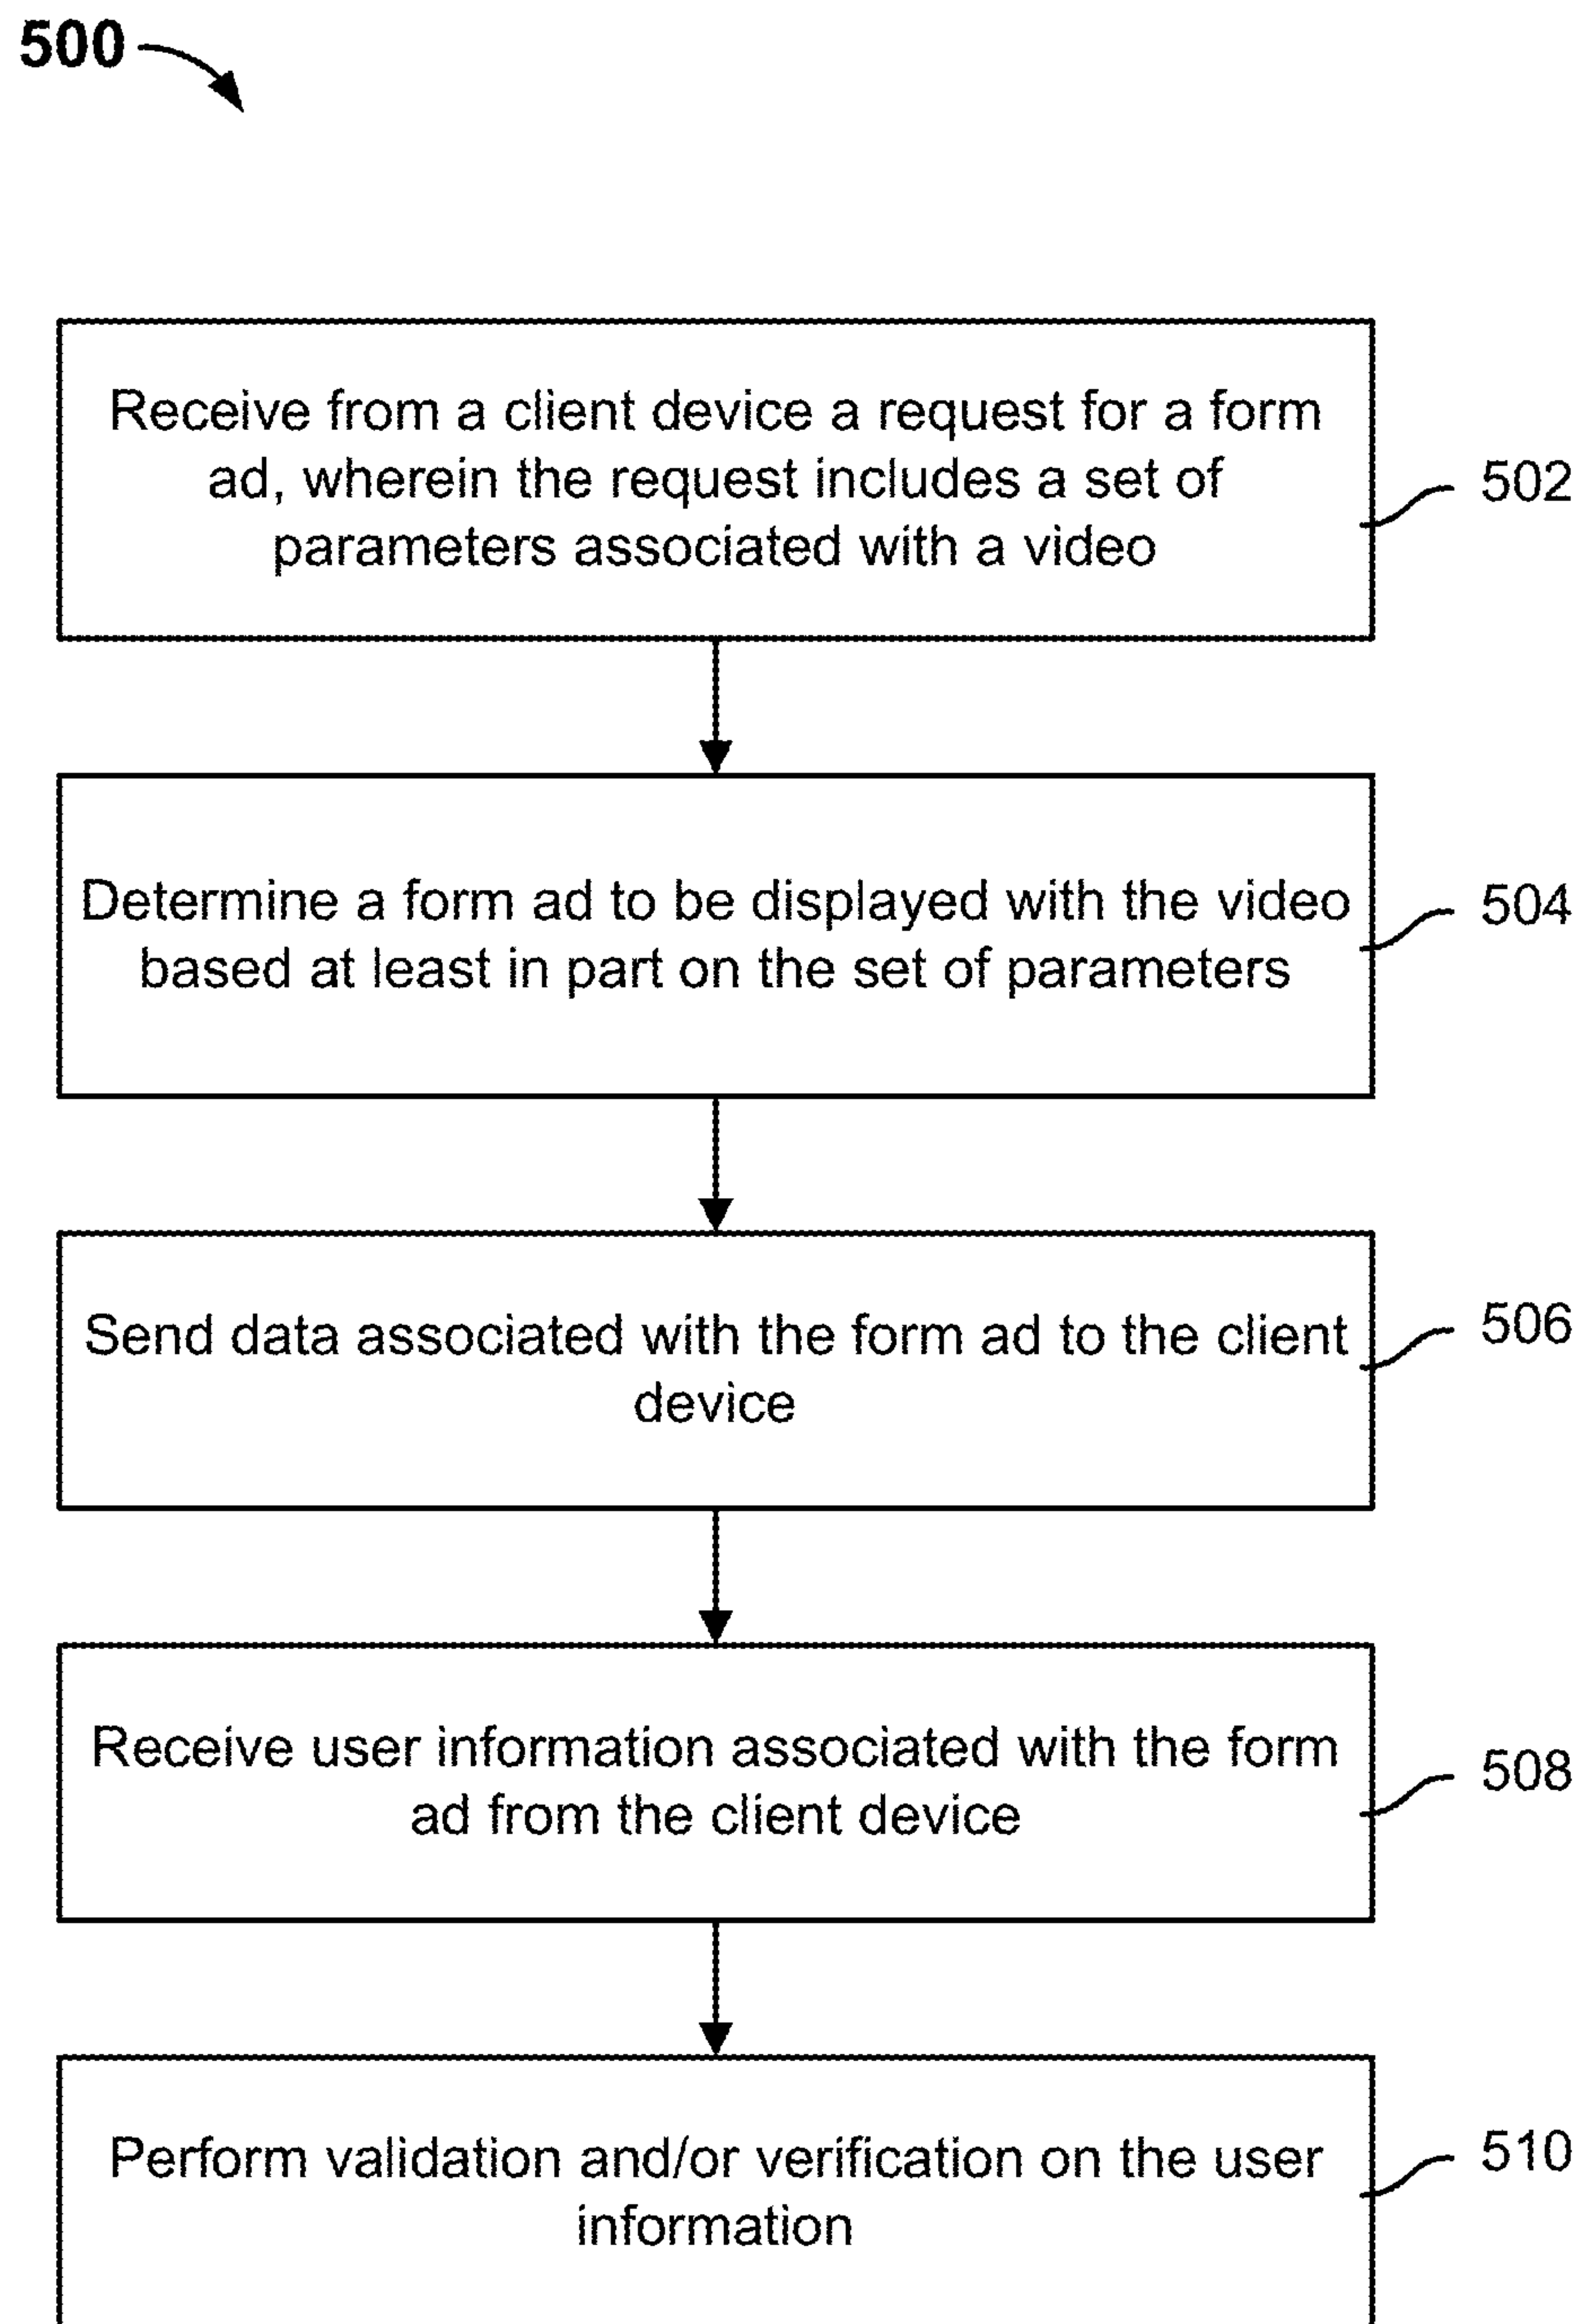 500
Receive from a client device a request for a form
ad, wherein the request includes a set of
parameters associated with a video
502
Determine a form ad to be displayed with the video
based at least in part on the set of parameters
504
Send data associated with the form ad to the client
device
506
Receive user information associated with the form
ad from the client device
508
Perform validation and/or verification on the user
information
510